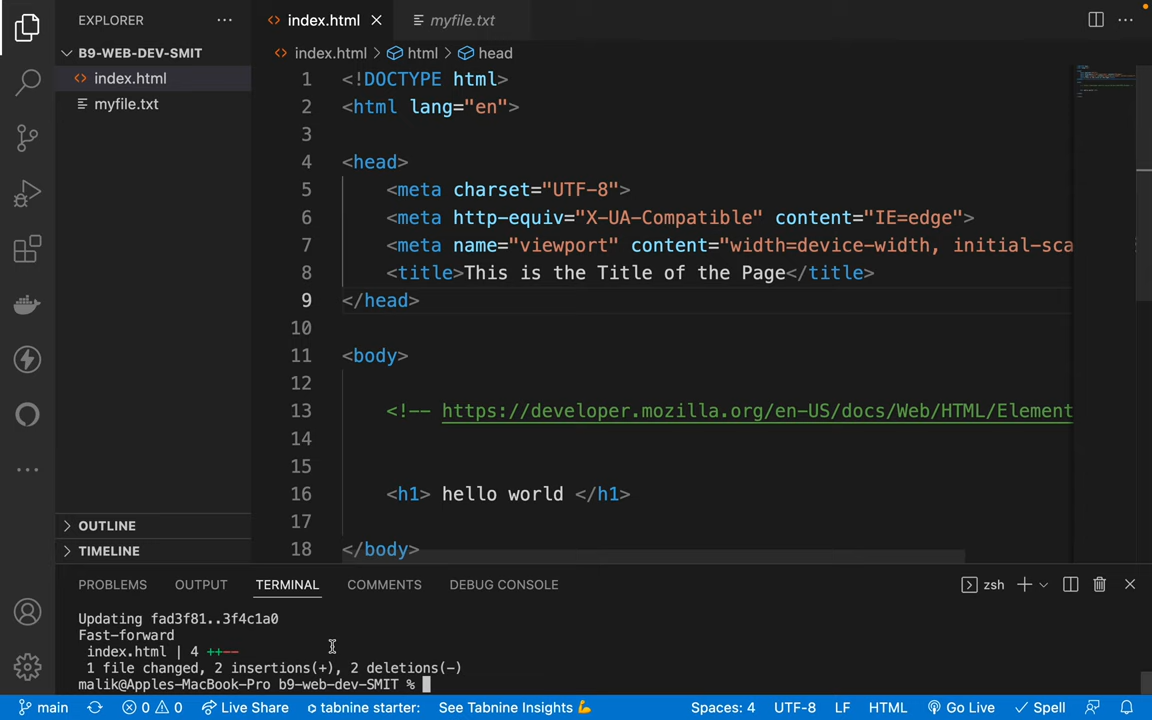 EXPLORER
B9-WEB-DEV-SMIT
index.html
myfile.txt
OUTLINE
TIMELINE
index.html
myfile.txt
index.html > html > head
1 <!DOCTYPE html>
2 <html lang="en">
3
4 <head>
5 <meta charset="UTF-8">
6 <meta http-equiv="X-UA-Compatible" content="IE=edge">
7 <meta name="viewport" content="width=device-width, initial-sca
8 <title>This is the Title of the Page</title>
9 </head>
10
11 <body>
12
13 <!-- https://developer.mozilla.org/en-US/docs/Web/HTML/Element
14
15
16 <h1> hello world </h1>
17
18 </body>
PROBLEMS OUTPUT TERMINAL COMMENTS DEBUG CONSOLE zsh
Updating fad3f81..3f4c1a0
Fast-forward
index.html | 4 ++--
1 file changed, 2 insertions(+), 2 deletions(-)
malik@Apples-MacBook-Pro b9-web-dev-SMIT %
main 0 0 Live Share tabnine starter: See Tabnine Insights 💪 Spaces: 4 UTF-8 LF HTML Go Live Spell